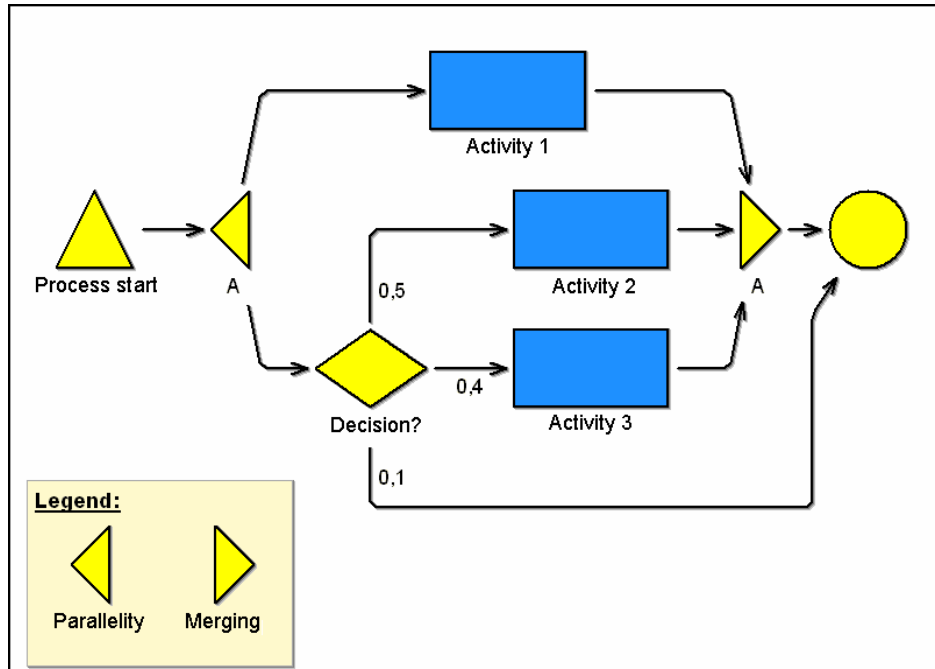 Activity 1
Process start
A
0,5
Activity 2
A
0,4
Decision?
Activity 3
0,1
Legend:
Parallelity
Merging